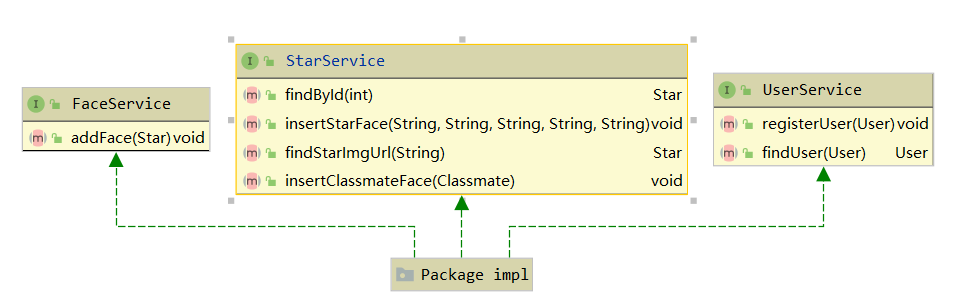 I FaceService
m addFace(Star) void
I StarService
m findById(int) Star
m insertStarFace(String, String, String, String, String) void
m findStarImgUrl(String) Star
m insertClassmateFace(Classmate) void
I UserService
m registerUser(User) void
m findUser(User) User
Package impl